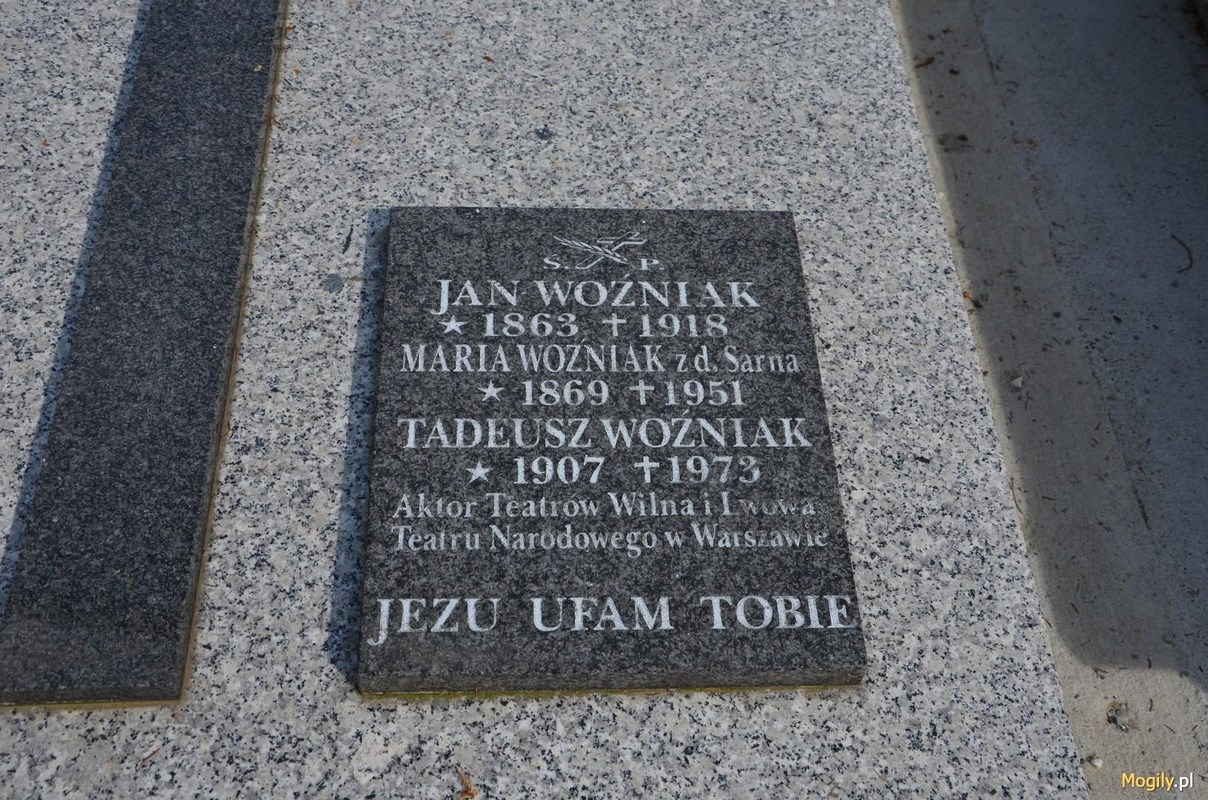 S. P.
JAN WOŹNIAK
★ 1863 ✝ 1918
MARIA WOŹNIAK z d. Sarna
★ 1869 ✝ 1951
TADEUSZ WOŹNIAK
★ 1907 ✝ 1973
Aktor Teatrów Wilna i Lwowa
Teatru Narodowego w Warszawie
JEZU UFAM TOBIE
Mogily.pl